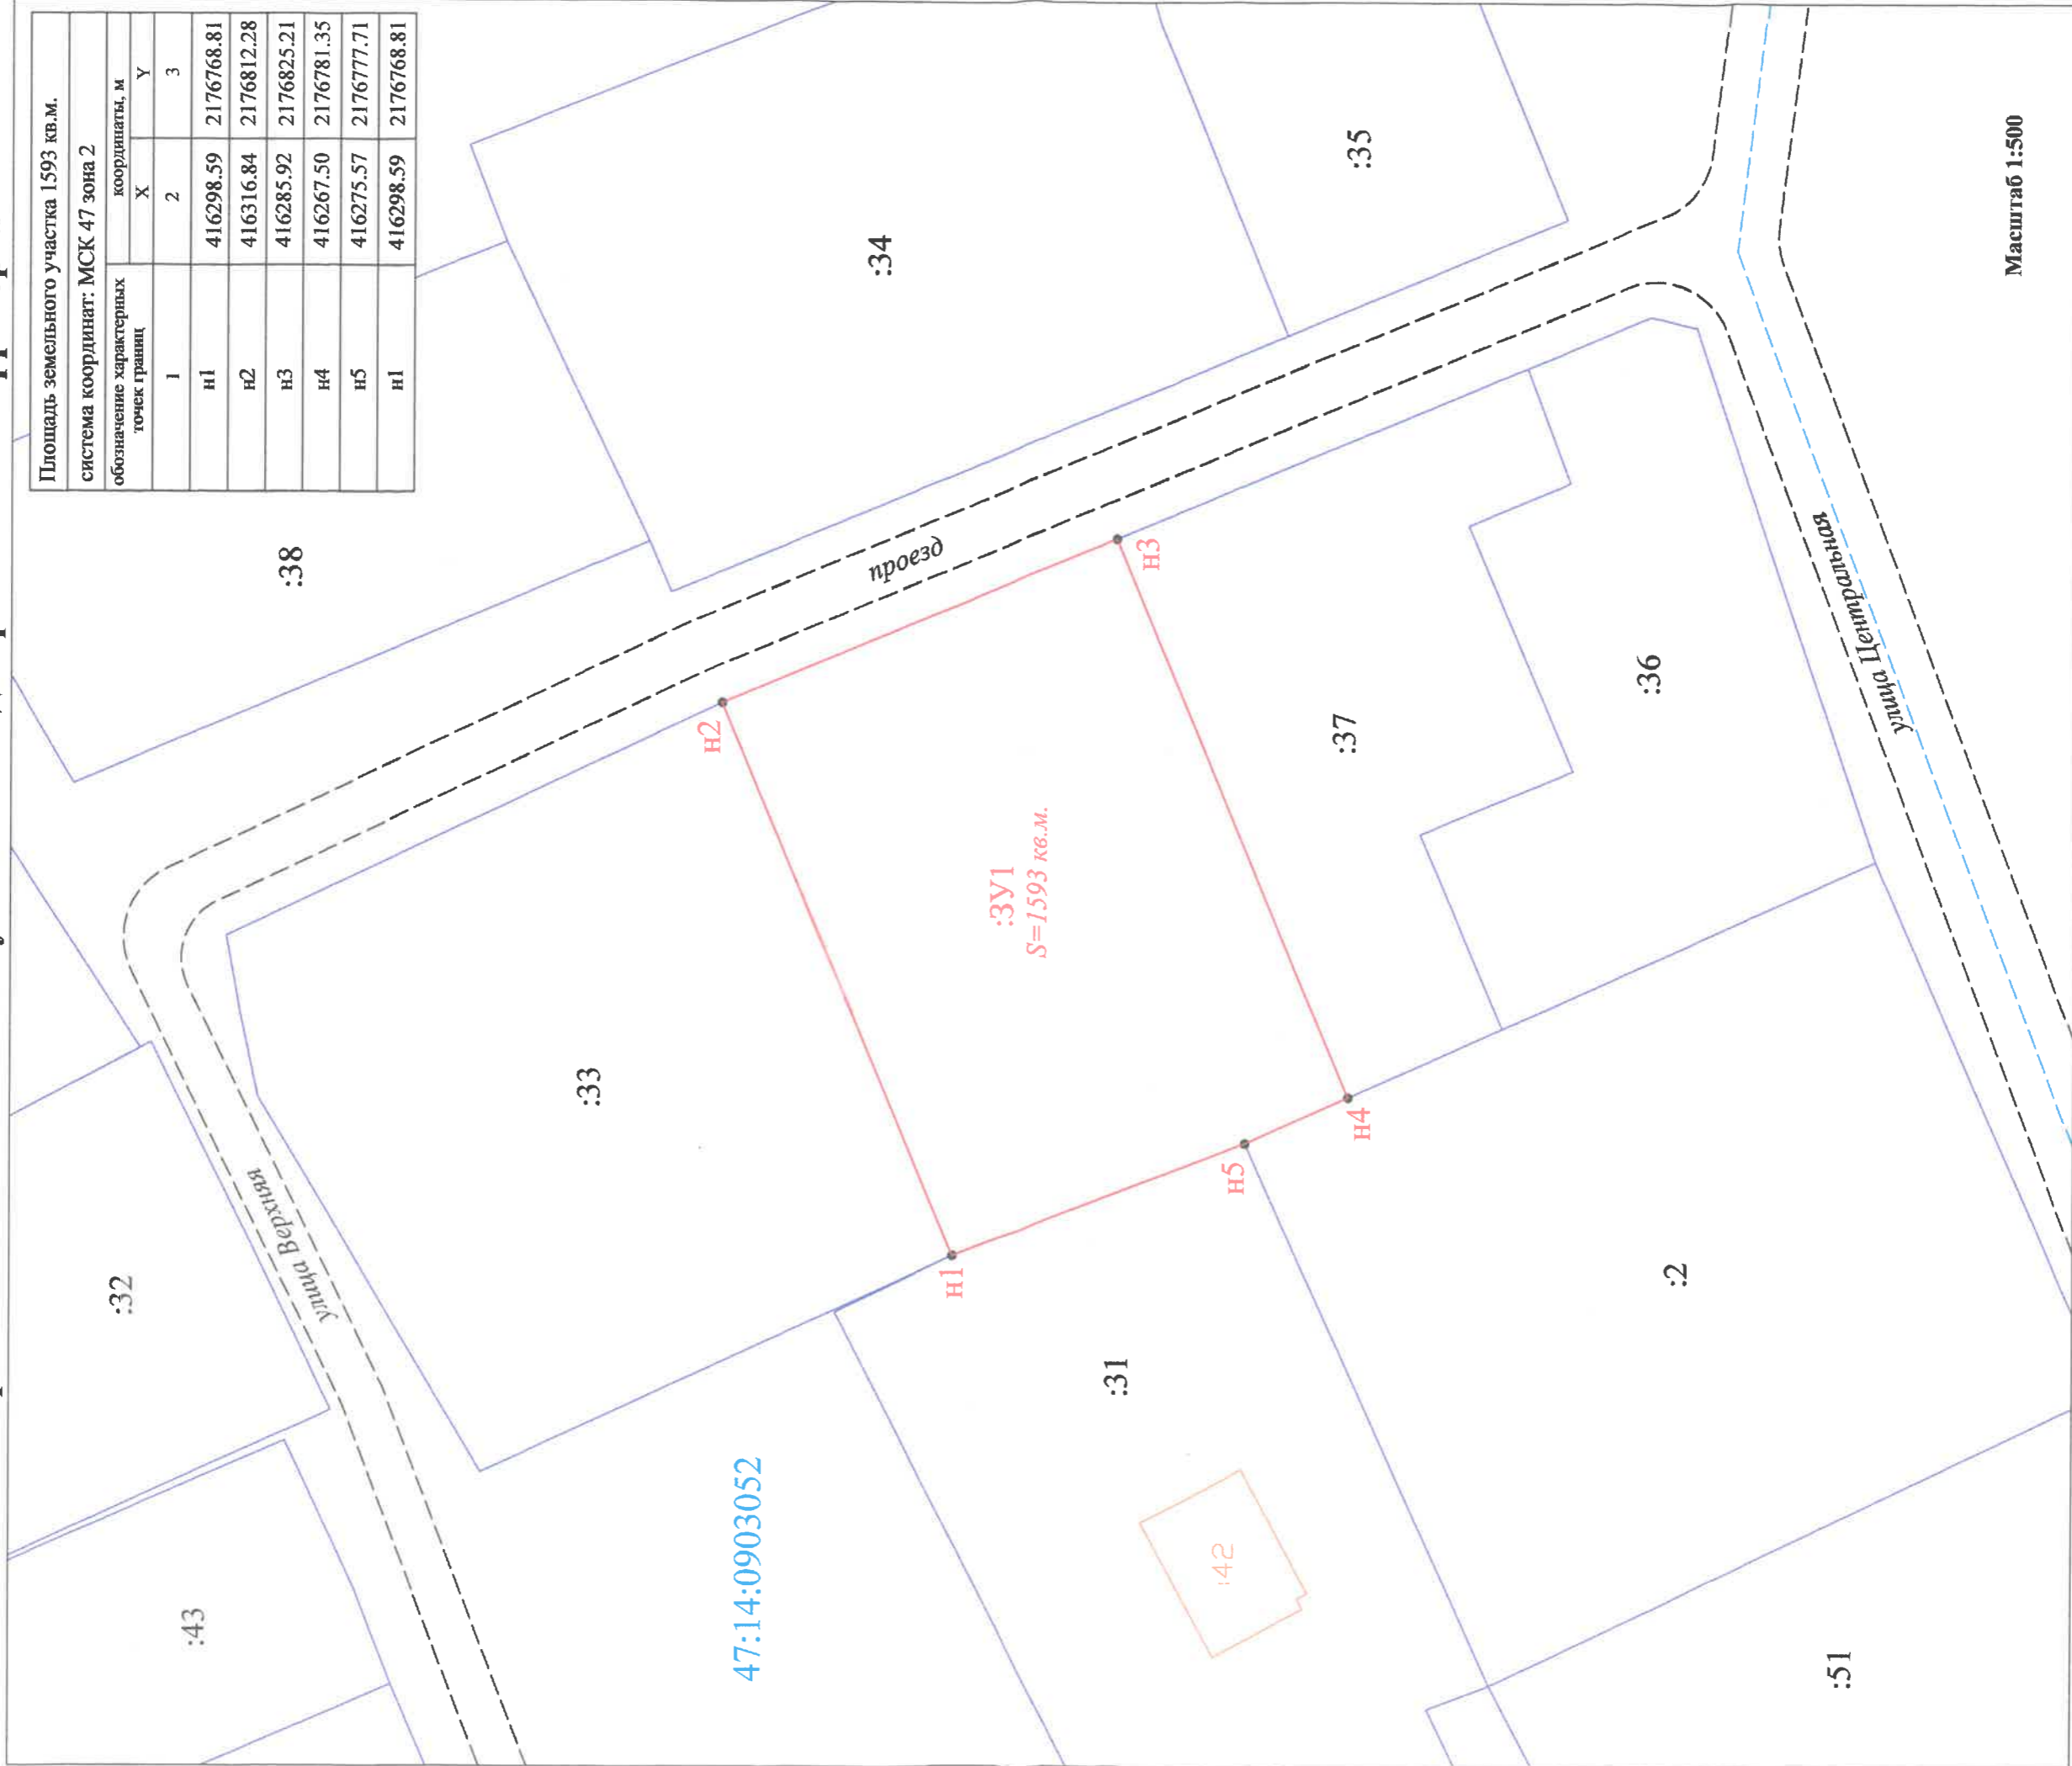 Площадь земельного участка 1593 кв.м.
система координат: МСК 47 зона 2
обозначение характерных точек границ координаты, м
X Y
1 2 3
н1 416298.59 2176768.81
н2 416316.84 2176812.28
н3 416285.92 2176825.21
н4 416267.50 2176781.35
н5 416275.57 2176777.71
н1 416298.59 2176768.81
:38
:34
:35
:32
:43
улица Верхняя
:33
проезд
н2
н3
:ЗУ1
S=1593 кв.м.
н1
н5
н4
47:14:0903052
:31
:42
:37
:36
:2
:51
улица Центральная
Масштаб 1:500